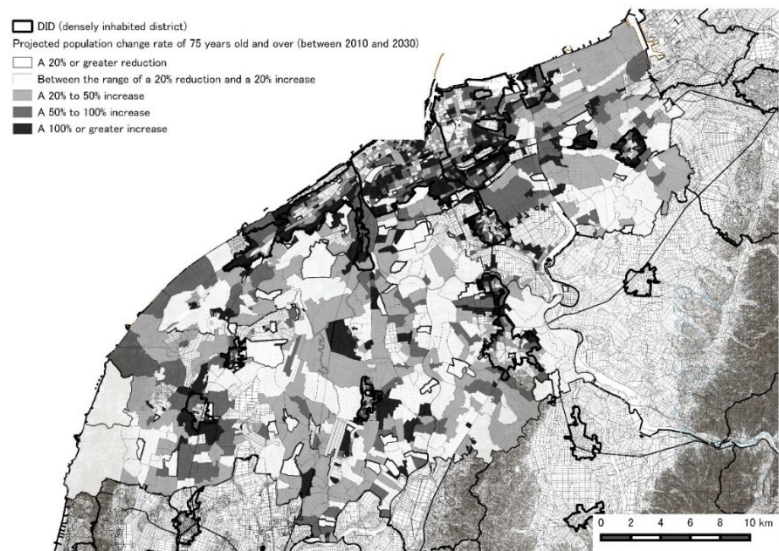 DID (densely inhabited district)
Projected population change rate of 75 years old and over (between 2010 and 2030)
A 20% or greater reduction
Between the range of a 20% reduction and a 20% increase
A 20% to 50% increase
A 50% to 100% increase
A 100% or greater increase
0 2 4 6 8 10 km